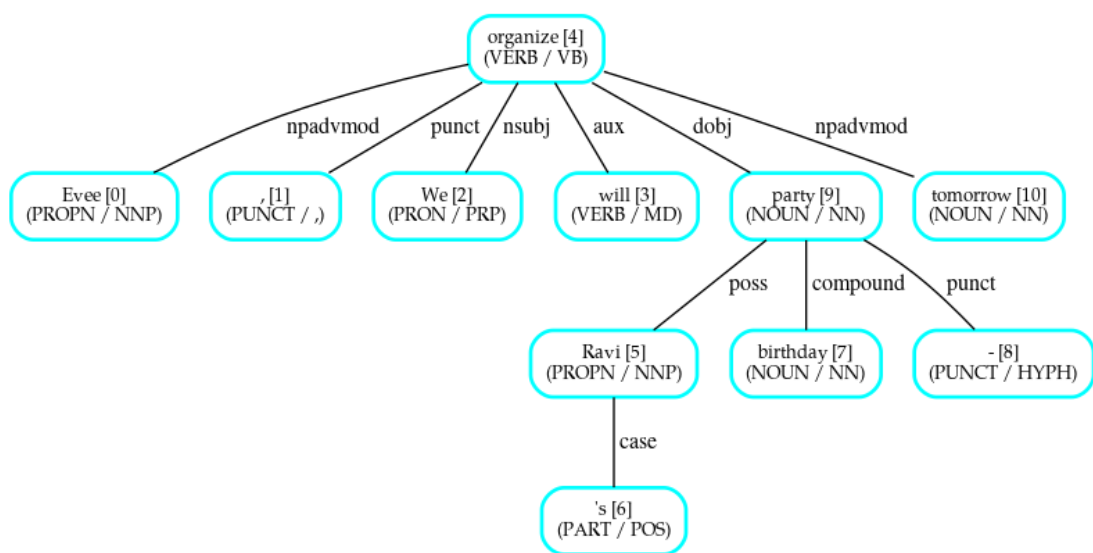 organize [4]
(VERB / VB)
npadvmod
punct
nsubj
aux
dobj
npadvmod
Evee [0]
(PROPN / NNP)
, [1]
(PUNCT / ,)
We [2]
(PRON / PRP)
will [3]
(VERB / MD)
party [9]
(NOUN / NN)
tomorrow [10]
(NOUN / NN)
poss
compound
punct
Ravi [5]
(PROPN / NNP)
birthday [7]
(NOUN / NN)
- [8]
(PUNCT / HYPH)
case
's [6]
(PART / POS)